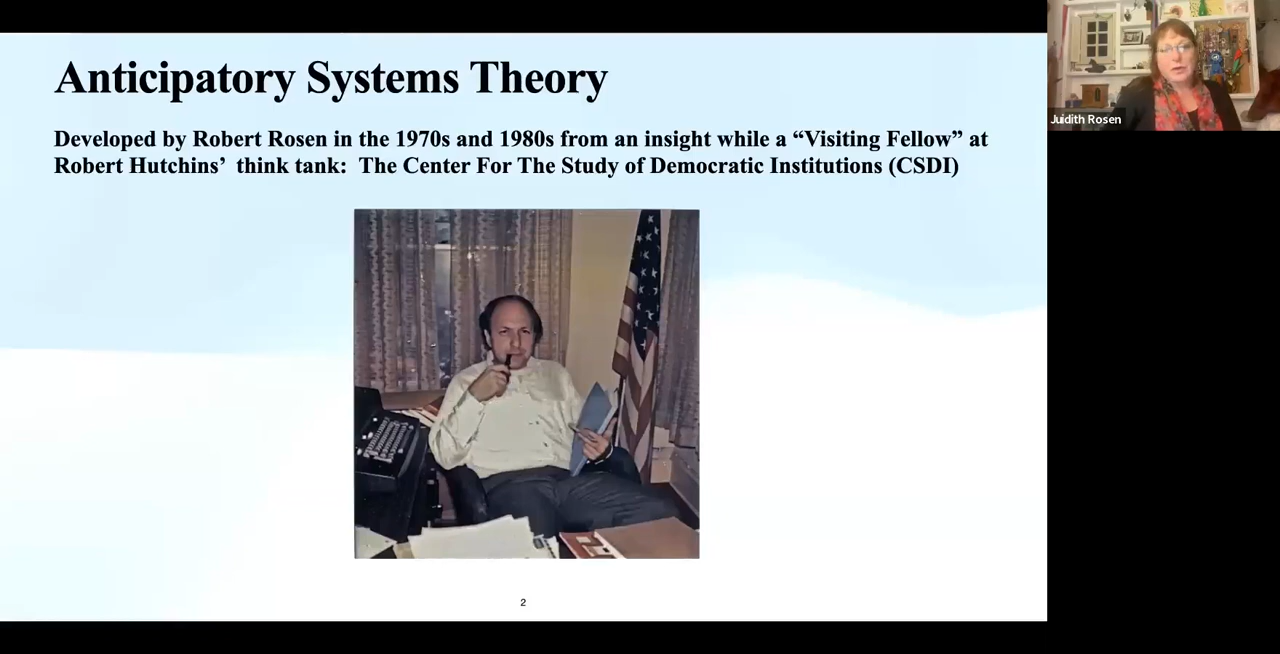 Anticipatory Systems Theory
Developed by Robert Rosen in the 1970s and 1980s from an insight while a “Visiting Fellow” at
Robert Hutchins’ think tank: The Center For The Study of Democratic Institutions (CSDI)
2
Juidith Rosen